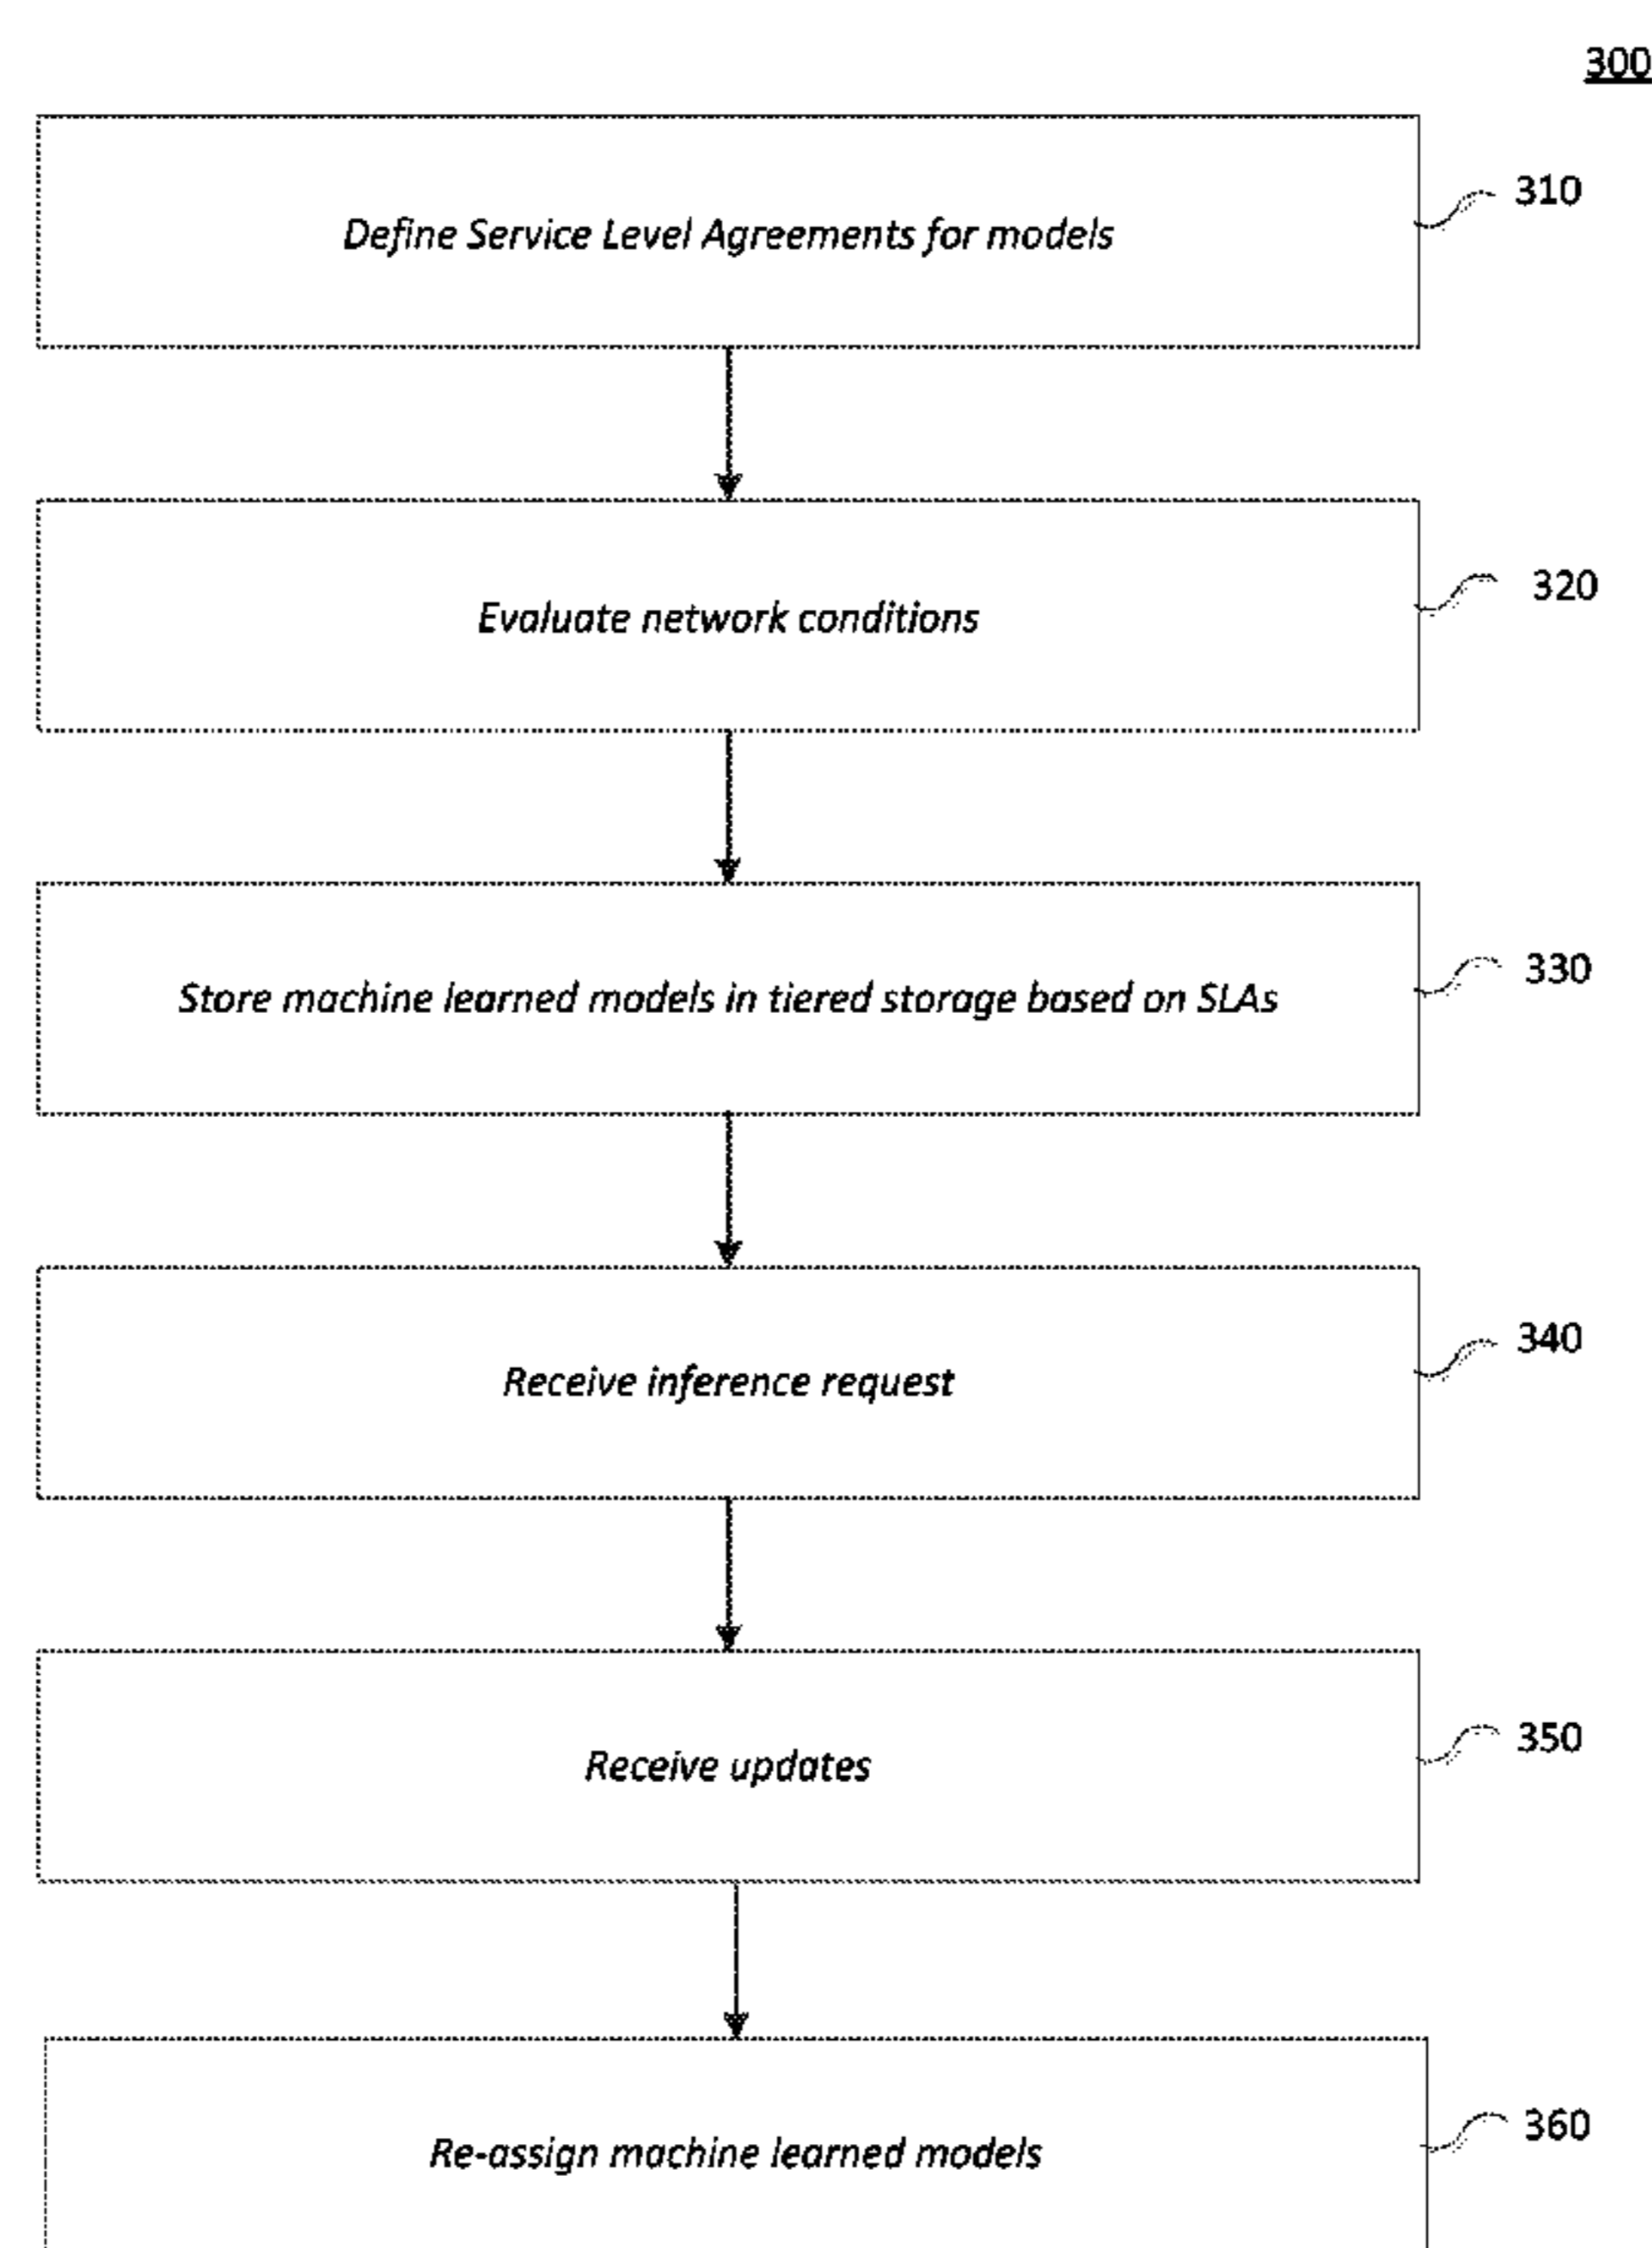 300
Define Service Level Agreements for models
310
Evaluate network conditions
320
Store machine learned models in tiered storage based on SLAs
330
Receive inference request
340
Receive updates
350
Re-assign machine learned models
360